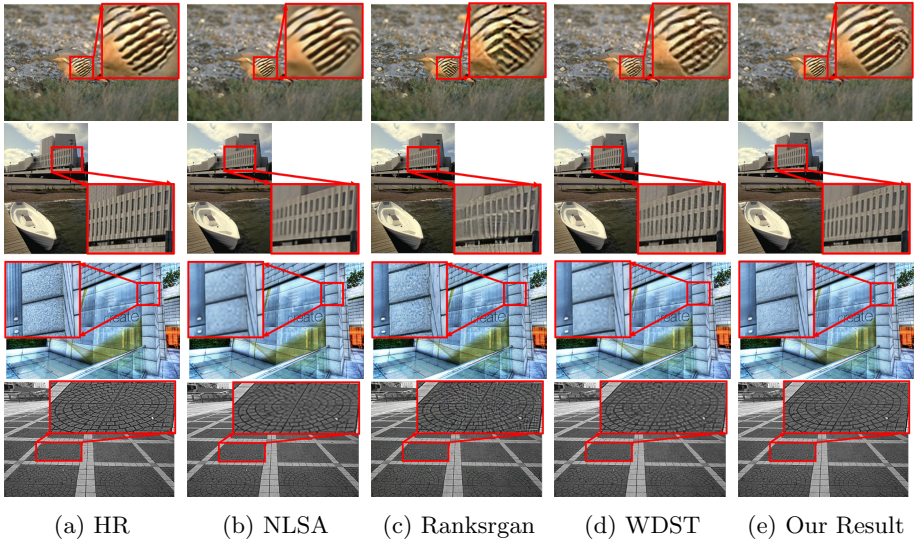 (a) HR
(b) NLSA
(c) Ranksrgan
(d) WDST
(e) Our Result